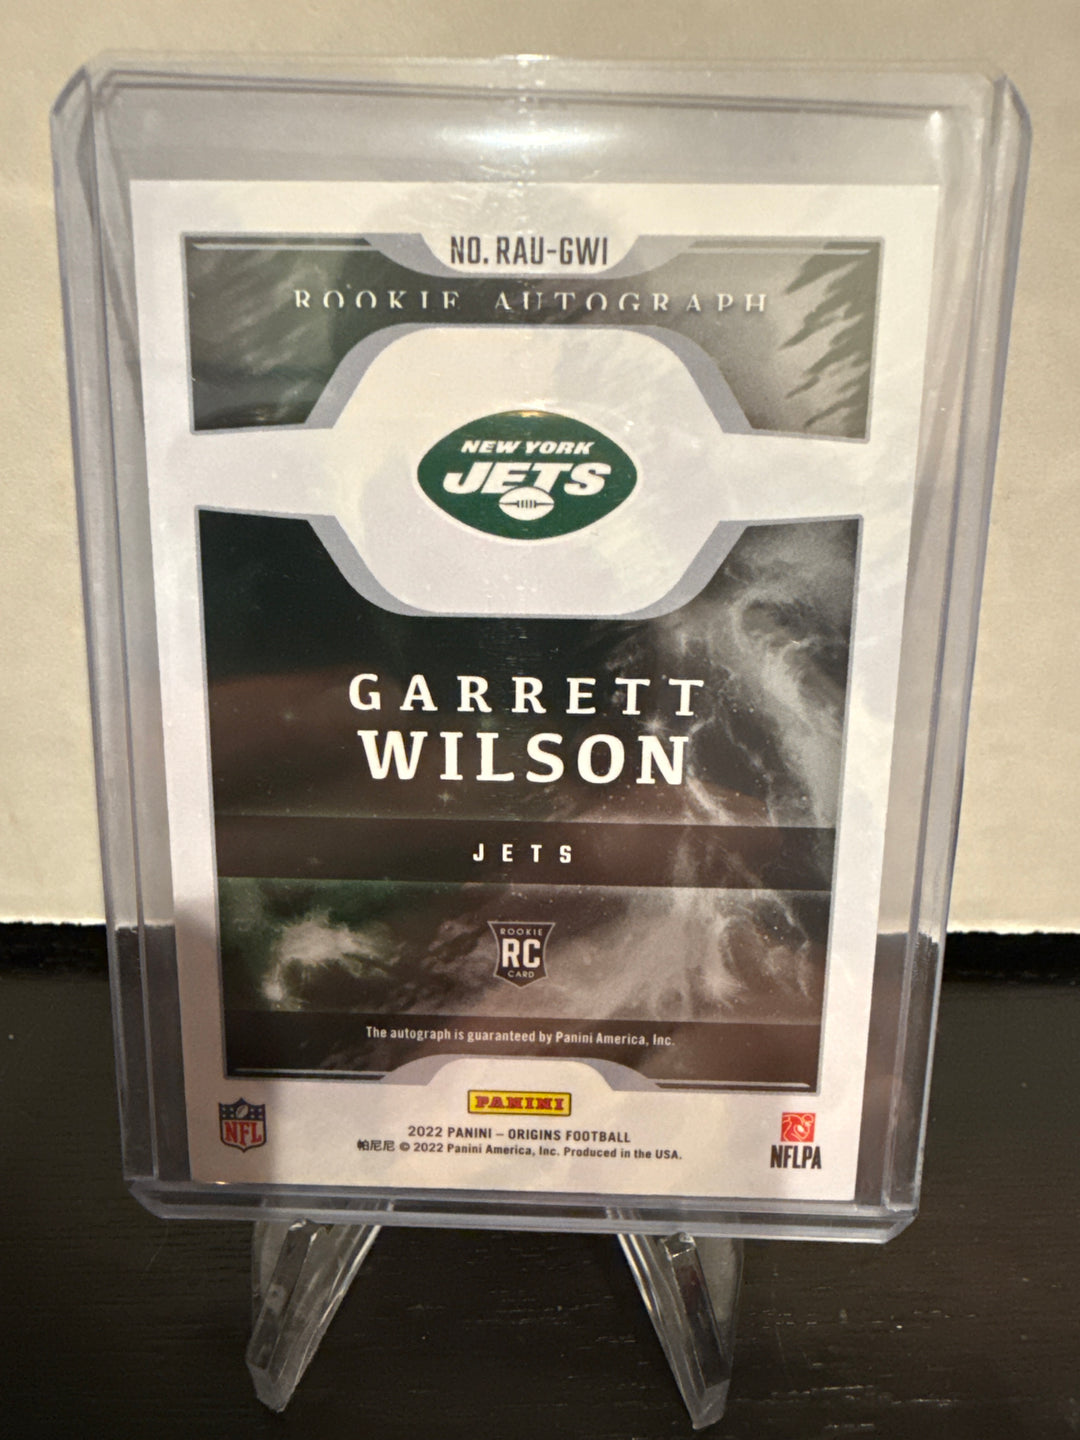 NO. RAU-GWI
ROOKIE AUTOGRAPH
NEW YORK
JETS
GARRETT
WILSON
JETS
ROOKIE
RC
CARD
The autograph is guaranteed by Panini America, Inc.
PANINI
NFL
2022 PANINI – ORIGINS FOOTBALL
帕尼尼 © 2022 Panini America, Inc. Produced in the USA.
NFLPA